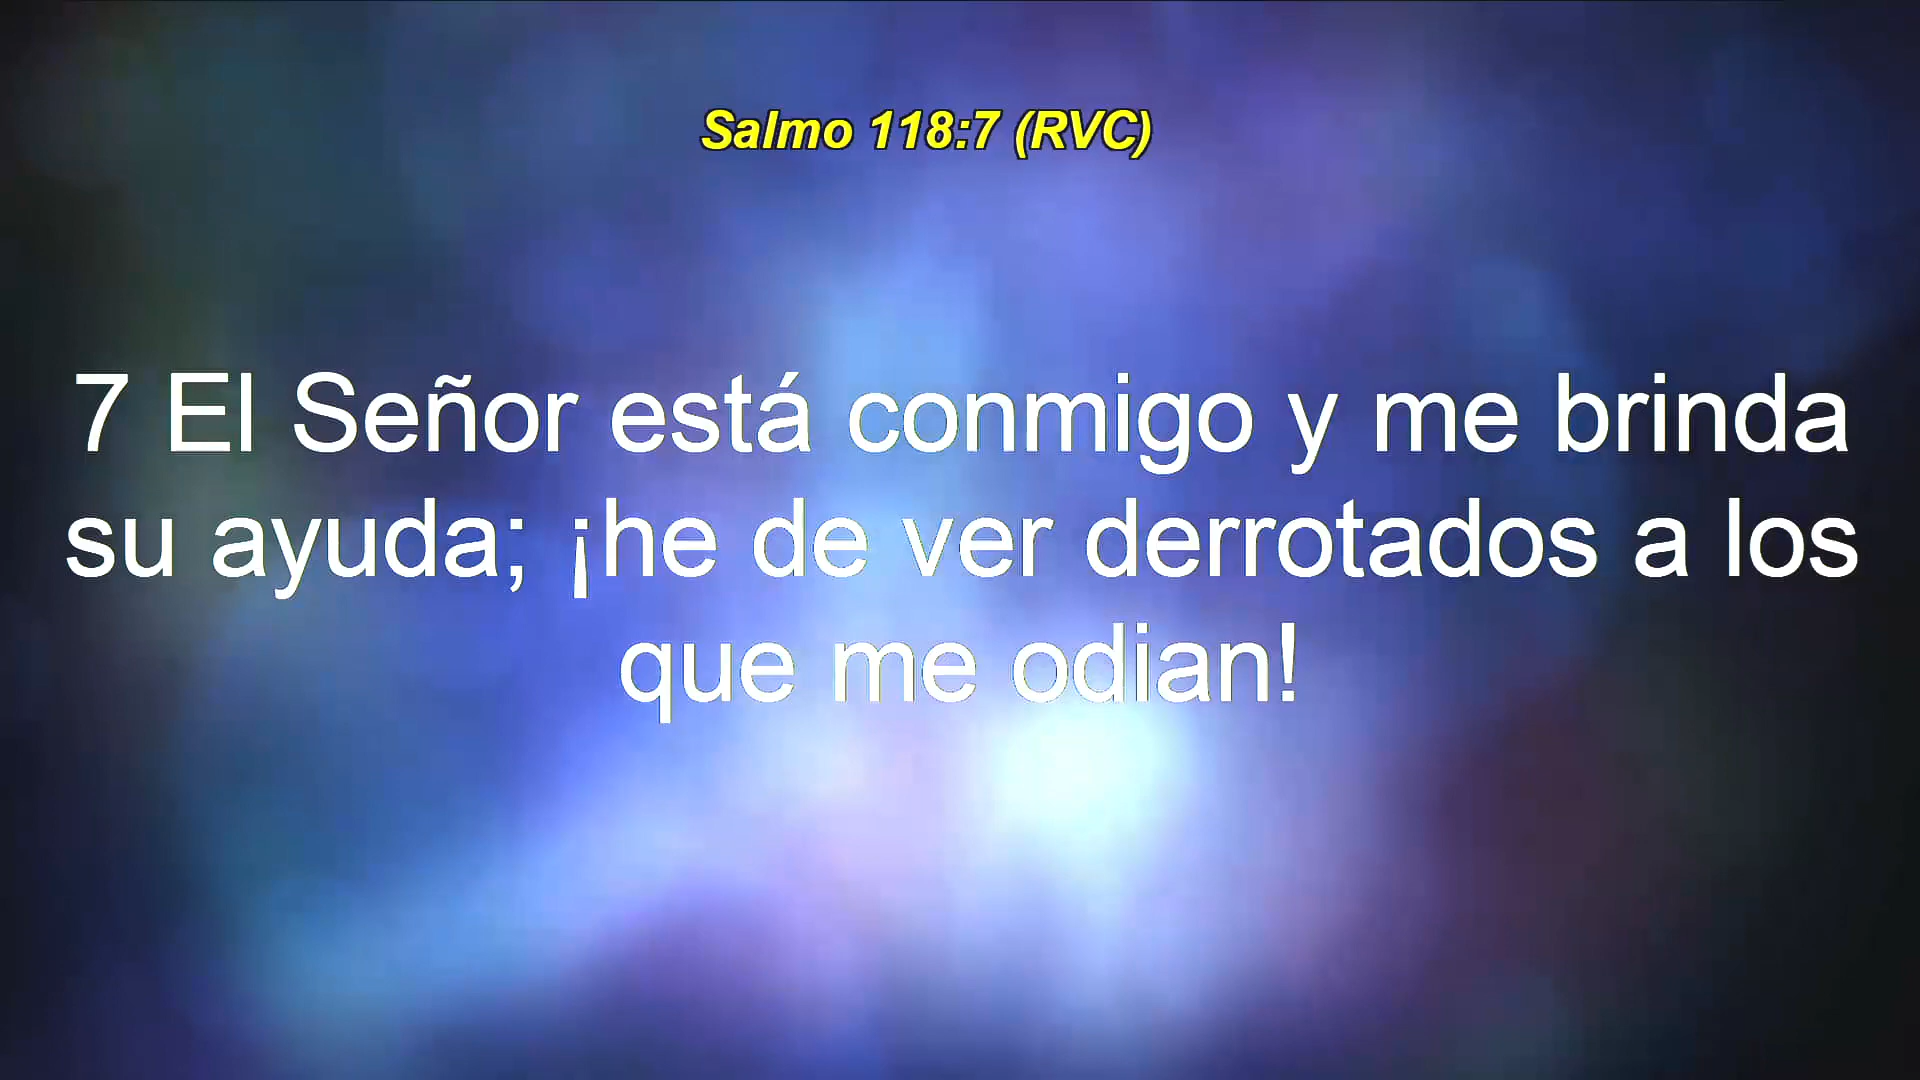 Salmo 118:7 (RVC)
7 El Señor está conmigo y me brinda
su ayuda; ¡he de ver derrotados a los
que me odian!